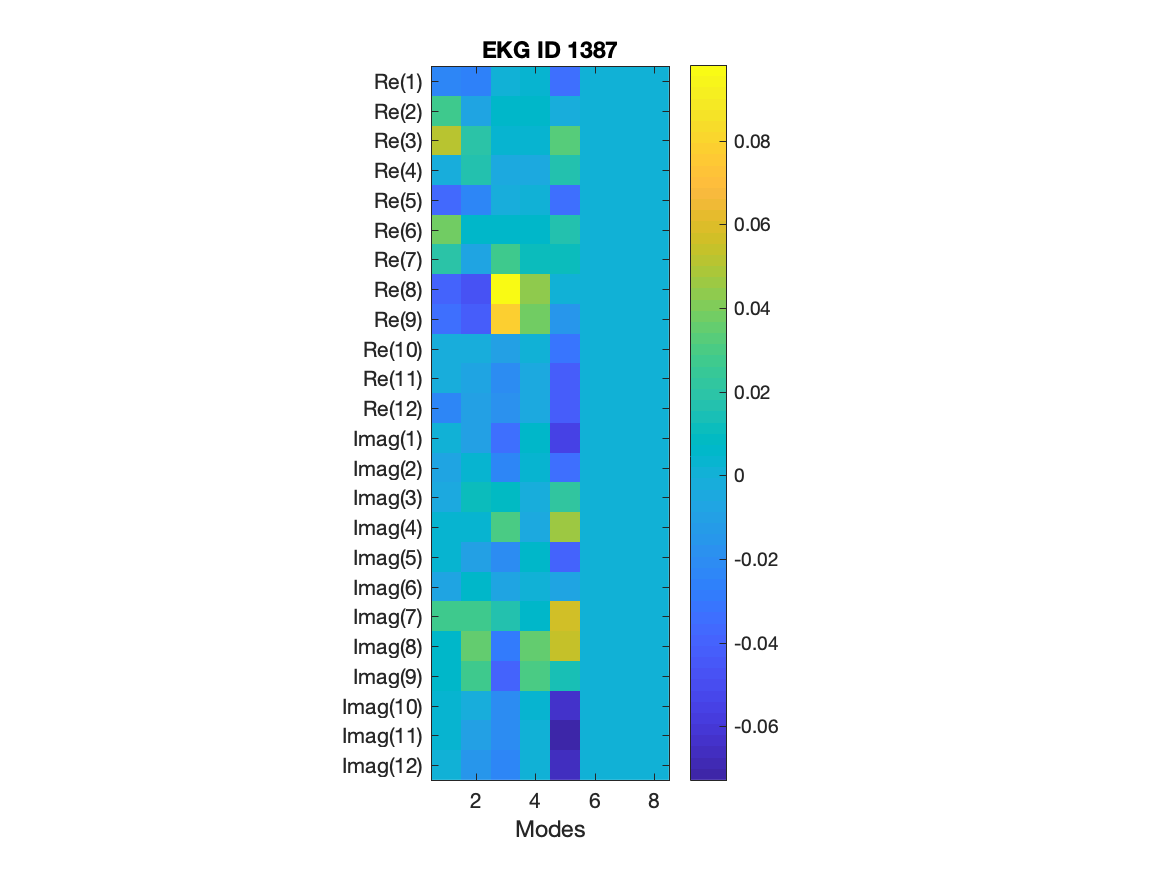 EKG ID 1387
Re(1)
Re(2)
Re(3)
Re(4)
Re(5)
Re(6)
Re(7)
Re(8)
Re(9)
Re(10)
Re(11)
Re(12)
Imag(1)
Imag(2)
Imag(3)
Imag(4)
Imag(5)
Imag(6)
Imag(7)
Imag(8)
Imag(9)
Imag(10)
Imag(11)
Imag(12)
2 4 6 8
Modes
0.08
0.06
0.04
0.02
0
-0.02
-0.04
-0.06